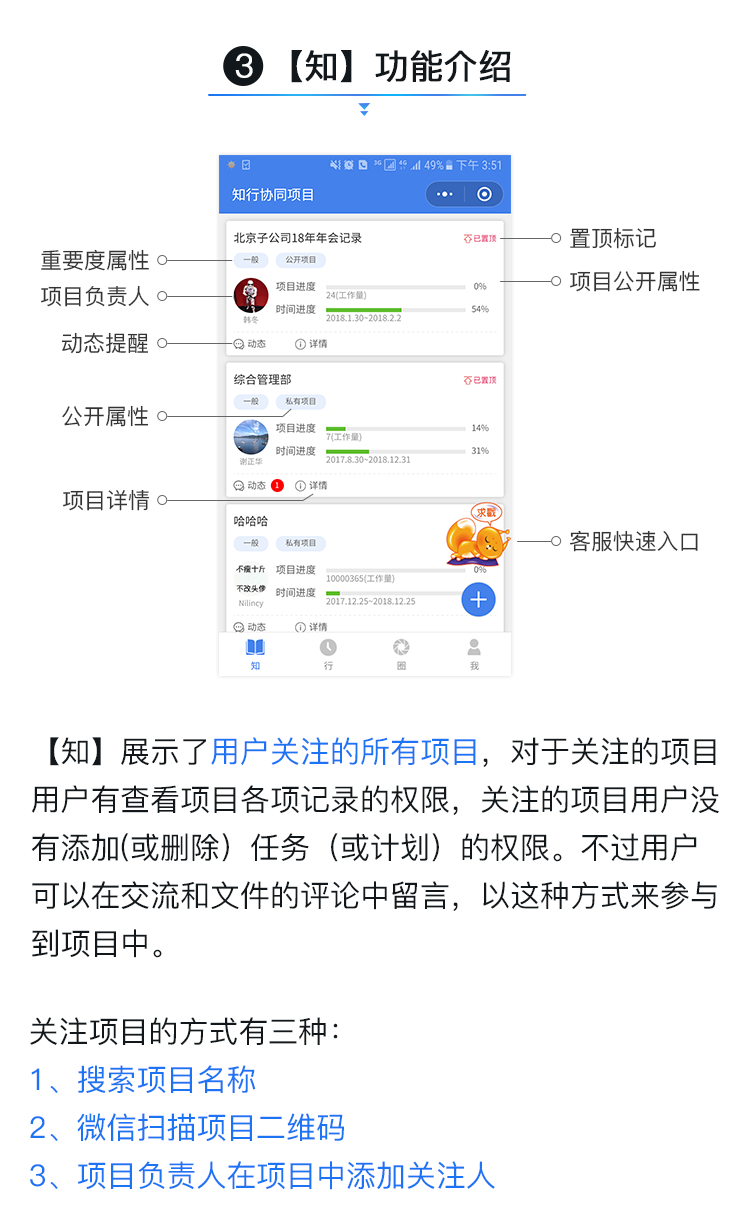 3 【知】功能介绍
3G 4G 49% 下午 3:51
知行协同项目
北京子公司18年年会记录
已置顶
置顶标记
重要度属性
一般
公开项目
项目公开属性
项目负责人
项目进度
0%
24(工作量)
时间进度
54%
2018.1.30~2018.2.2
韩冬
动态提醒
动态
详情
综合管理部
已置顶
一般
私有项目
公开属性
项目进度
14%
7(工作量)
时间进度
31%
2017.8.30~2018.12.31
谢正华
项目详情
动态
1
详情
哈哈哈
求戳
一般
私有项目
客服快速入口
不瘦十斤
不改头像
项目进度
0%
10000365(工作量)
时间进度
2017.12.25~2018.12.25
Nilincy
动态
详情
知
行
圈
我
【知】展示了用户关注的所有项目，对于关注的项目
用户有查看项目各项记录的权限，关注的项目用户没
有添加(或删除）任务（或计划）的权限。不过用户
可以在交流和文件的评论中留言，以这种方式来参与
到项目中。
关注项目的方式有三种：
1、搜索项目名称
2、微信扫描项目二维码
3、项目负责人在项目中添加关注人